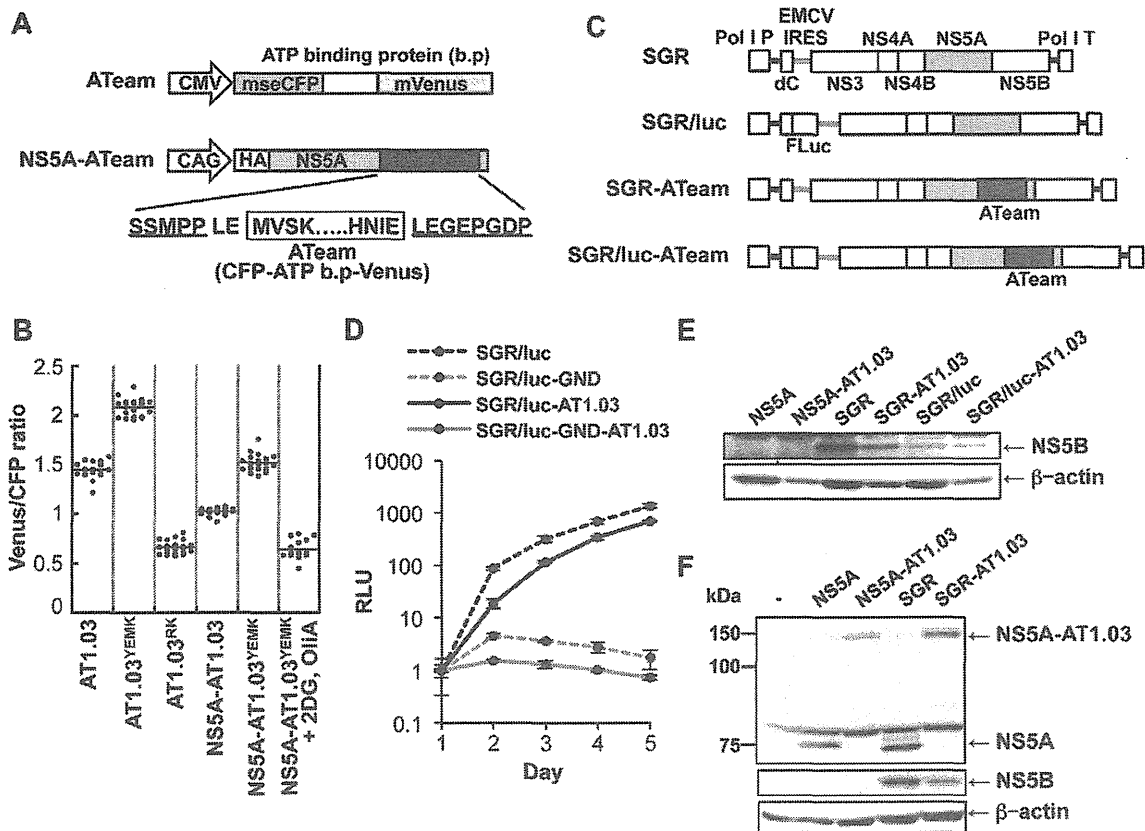 A
ATP binding protein (b.p)
ATeam
CMV
mseCFP
mVenus
NS5A-ATeam
CAG
HA
NS5A
SSMPP LE MVSK.....HNIE LEGEPGDP
ATeam
(CFP-ATP b.p-Venus)
C
EMCV
Pol I P
IRES
NS4A
NS5A
Pol I T
SGR
dC
NS3
NS4B
NS5B
SGR/luc
FLuc
SGR-ATeam
ATeam
SGR/luc-ATeam
ATeam
B
Venus/CFP ratio
2.5
2
1.5
1
0.5
0
AT1.03
AT1.03YEMK
AT1.03RK
NS5A-AT1.03
NS5A-AT1.03YEMK
NS5A-AT1.03YEMK
+ 2DG, OliA
D
SGR/luc
SGR/luc-GND
SGR/luc-AT1.03
SGR/luc-GND-AT1.03
RLU
10000
1000
100
10
1
0.1
1 2 3 4 5
Day
E
NS5A
NS5A-AT1.03
SGR
SGR-AT1.03
SGR/luc
SGR/luc-AT1.03
← NS5B
← β-actin
F
kDa
-
NS5A
NS5A-AT1.03
SGR
SGR-AT1.03
150
100
75
← NS5A-AT1.03
← NS5A
← NS5B
← β-actin